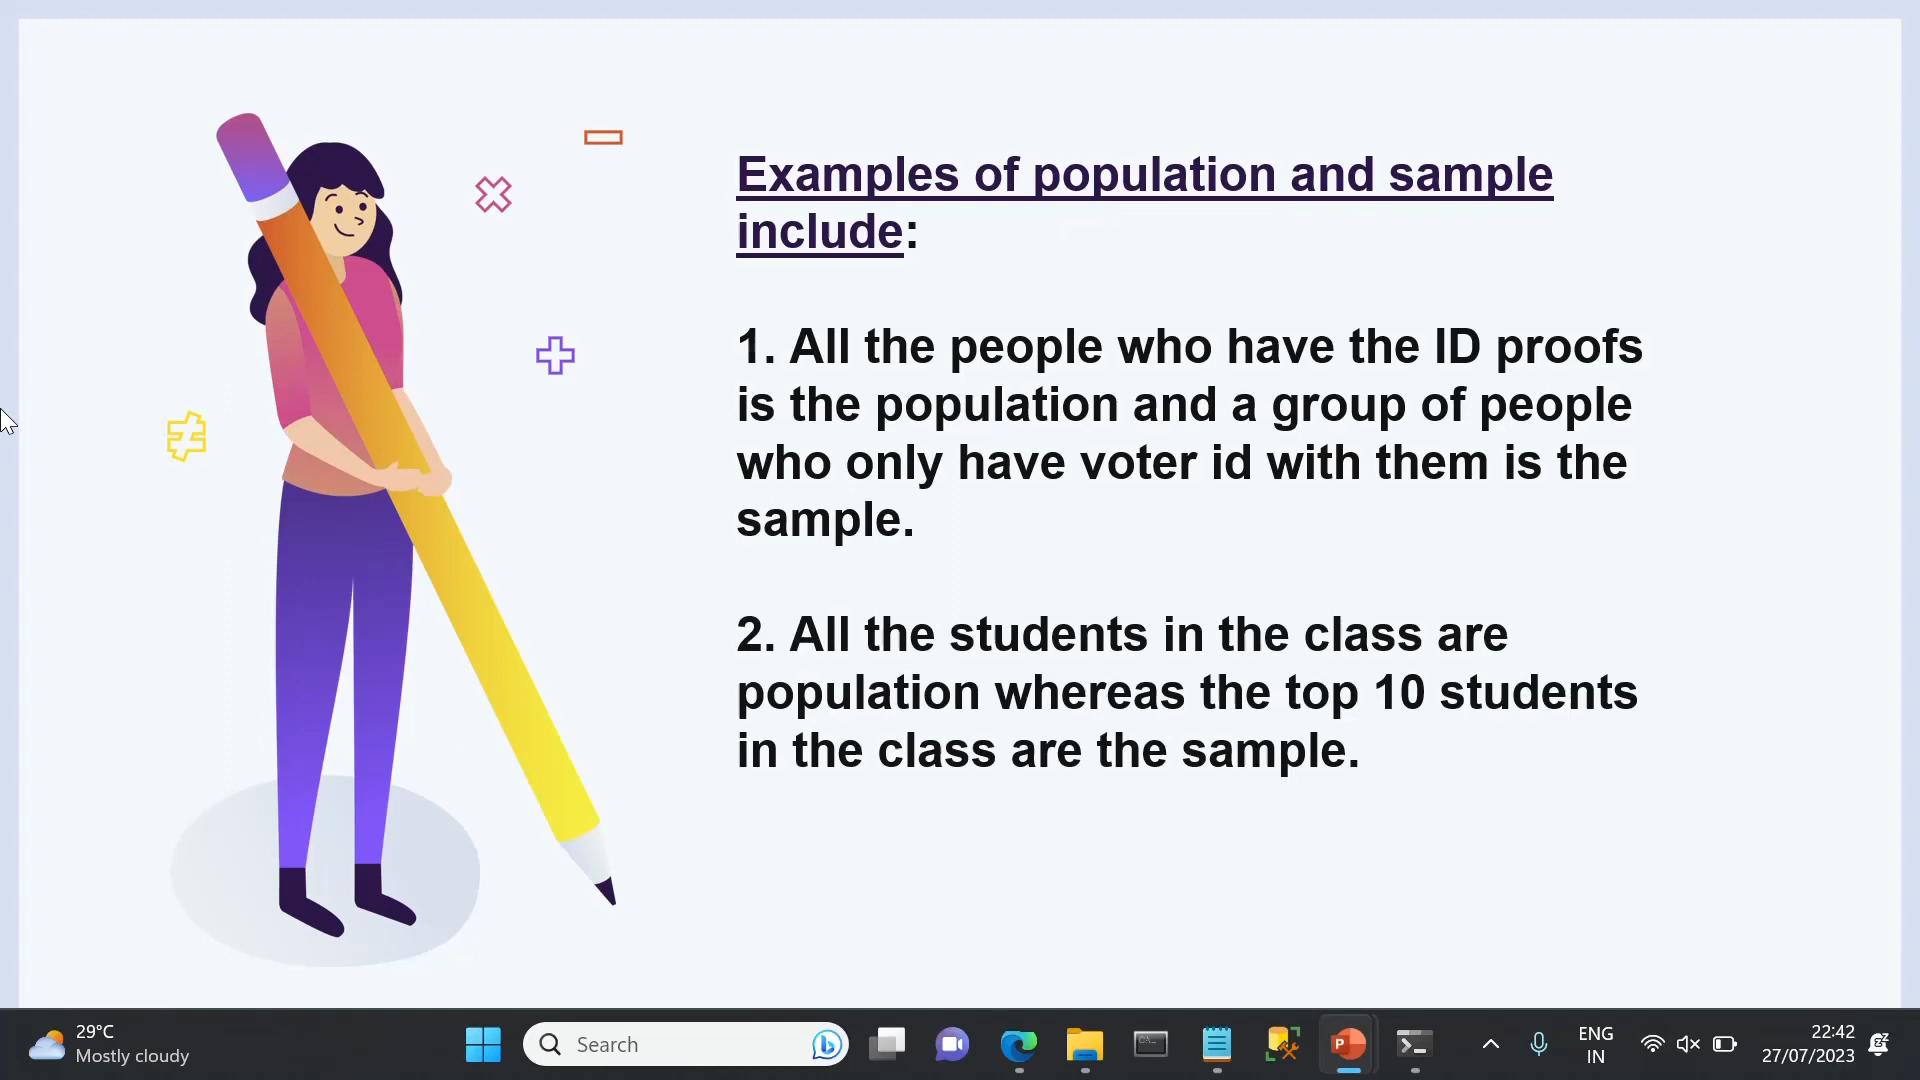 Examples of population and sample
include:
1. All the people who have the ID proofs
is the population and a group of people
who only have voter id with them is the
sample.
2. All the students in the class are
population whereas the top 10 students
in the class are the sample.
29°C
Mostly cloudy
Search
ENG
IN
22:42
27/07/2023